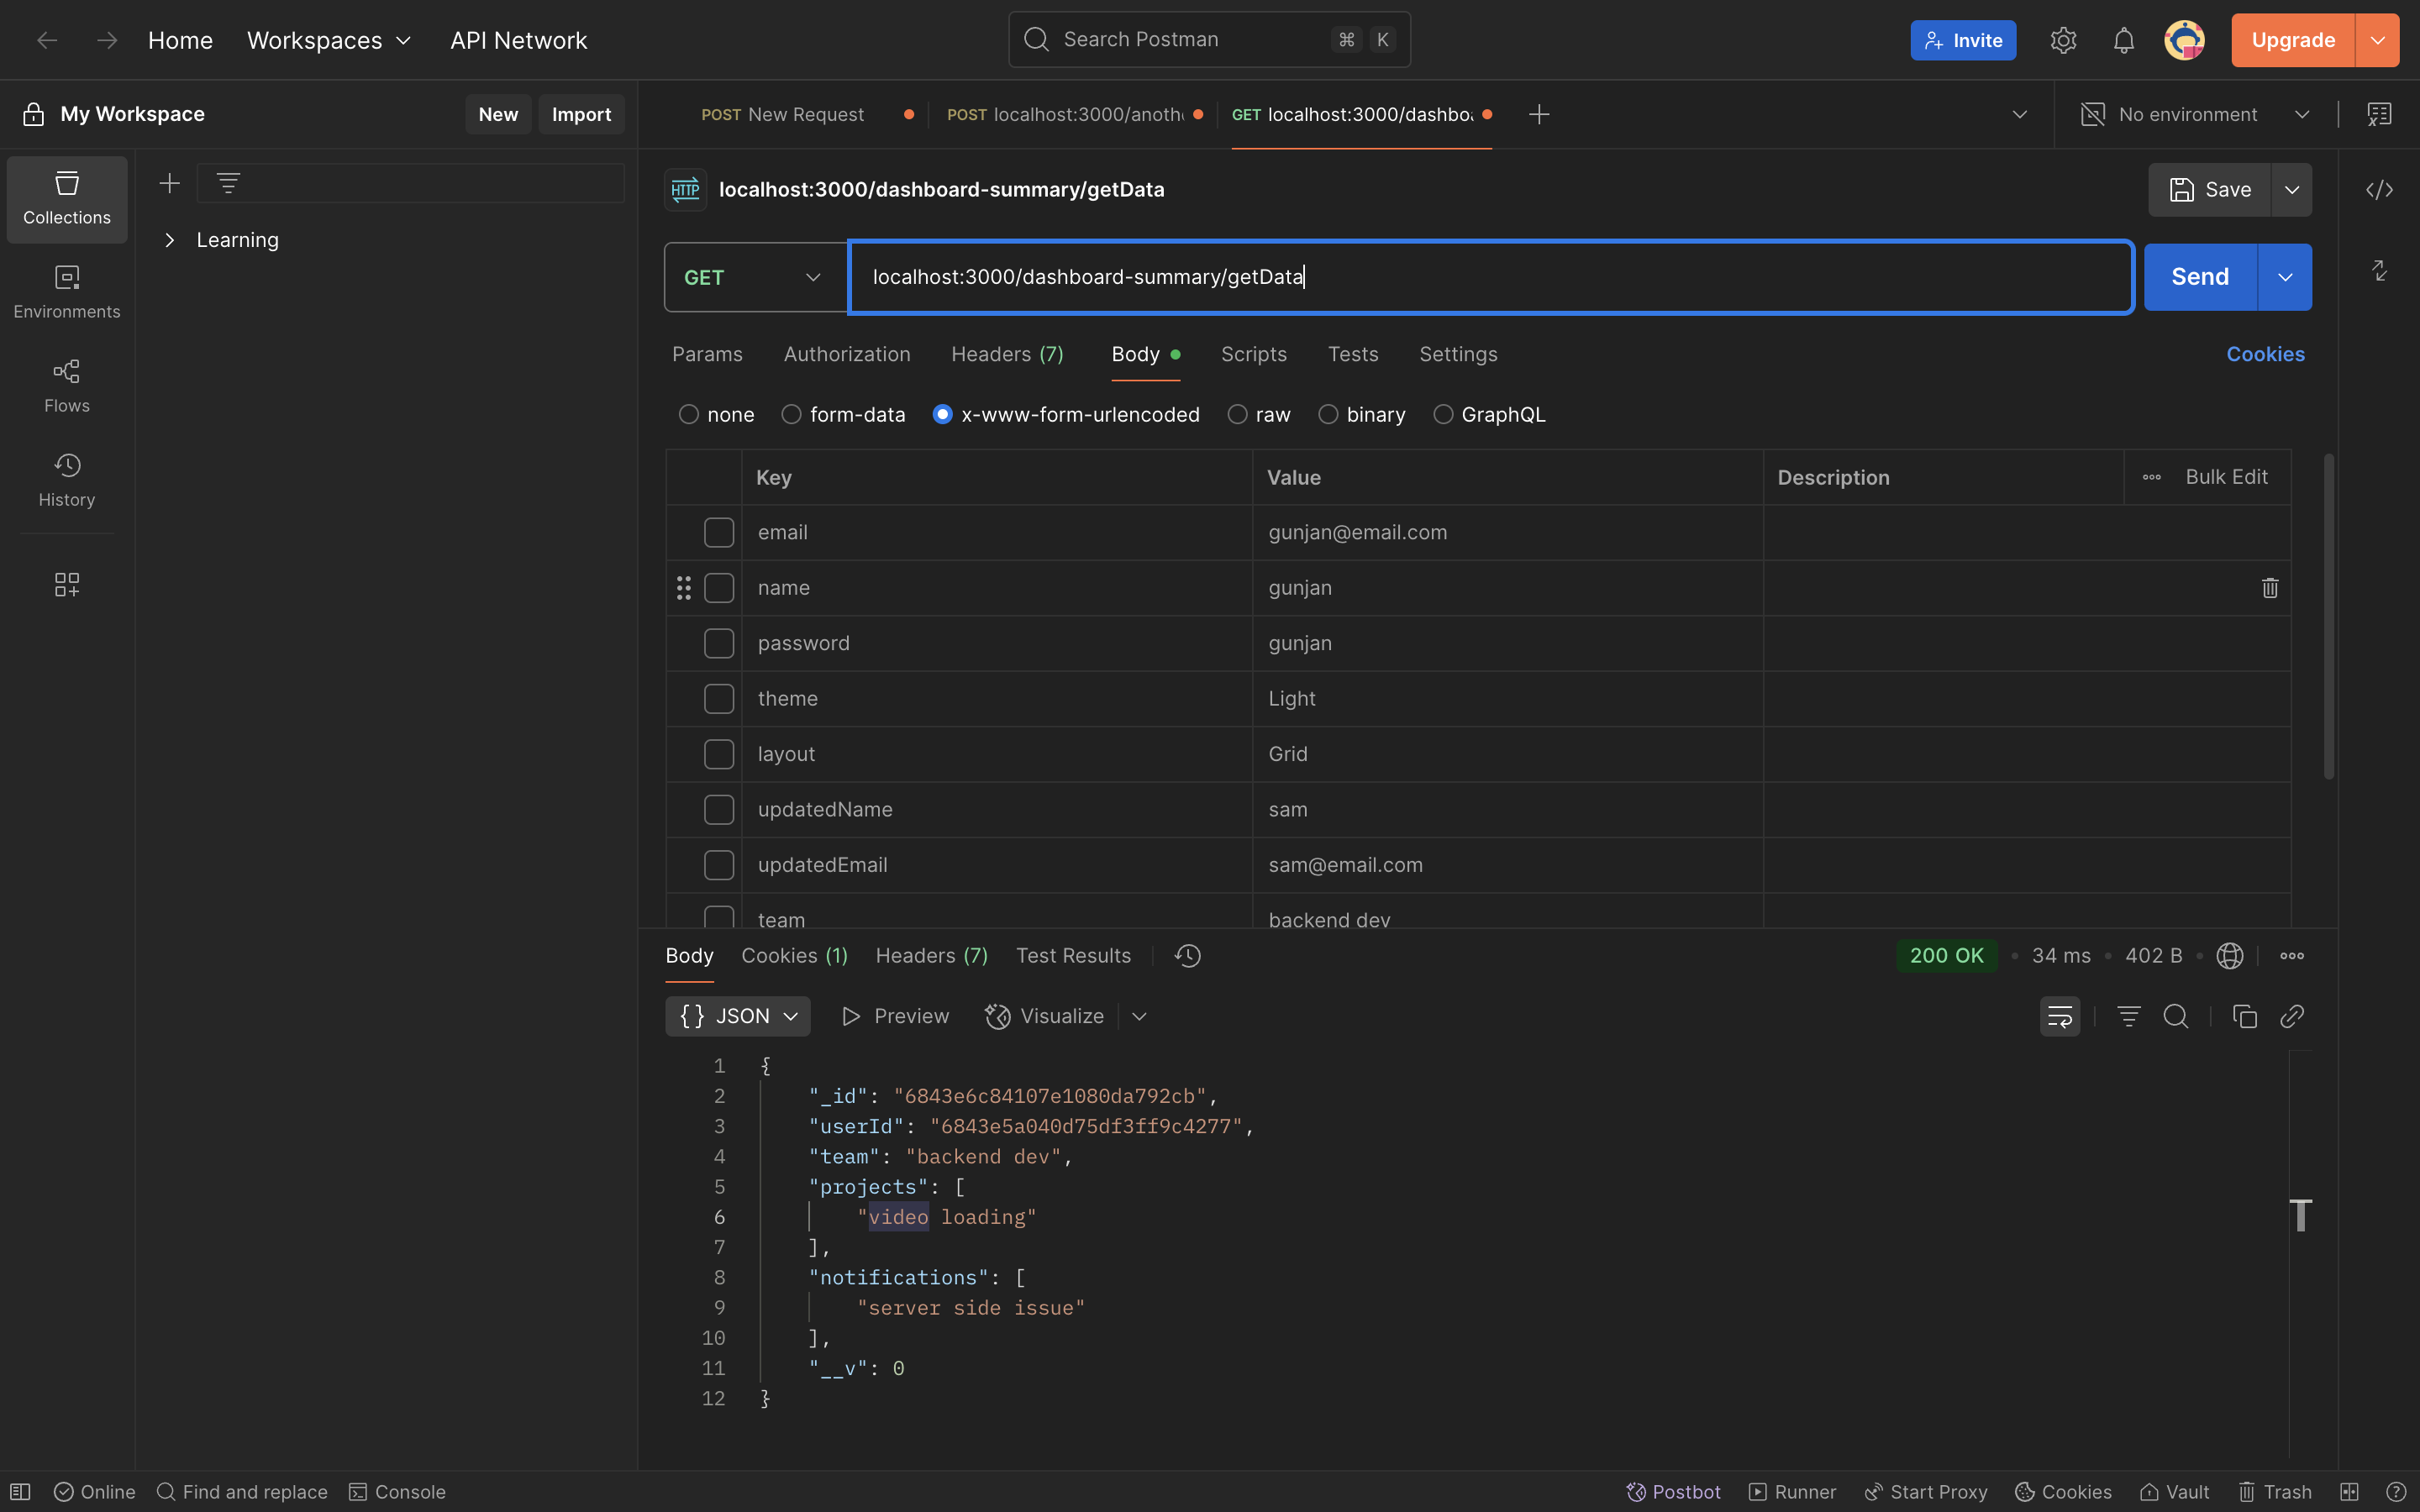 Home Workspaces API Network Search Postman ⌘ K Invite Upgrade
My Workspace New Import POST New Request POST localhost:3000/anoth GET localhost:3000/dashbo No environment
Collections
Learning
Environments
Flows
History
HTTP localhost:3000/dashboard-summary/getData Save
GET localhost:3000/dashboard-summary/getData Send
Params Authorization Headers (7) Body Scripts Tests Settings Cookies
none form-data x-www-form-urlencoded raw binary GraphQL
Key Value Description Bulk Edit
email gunjan@email.com
name gunjan
password gunjan
theme Light
layout Grid
updatedName sam
updatedEmail sam@email.com
team backend dev
Body Cookies (1) Headers (7) Test Results 200 OK • 34 ms • 402 B •
{} JSON Preview Visualize
1 {
2 "_id": "6843e6c84107e1080da792cb",
3 "userId": "6843e5a040d75df3ff9c4277",
4 "team": "backend dev",
5 "projects": [
6 "video loading"
7 ],
8 "notifications": [
9 "server side issue"
10 ],
11 "__v": 0
12 }
Online Find and replace Console Postbot Runner Start Proxy Cookies Vault Trash